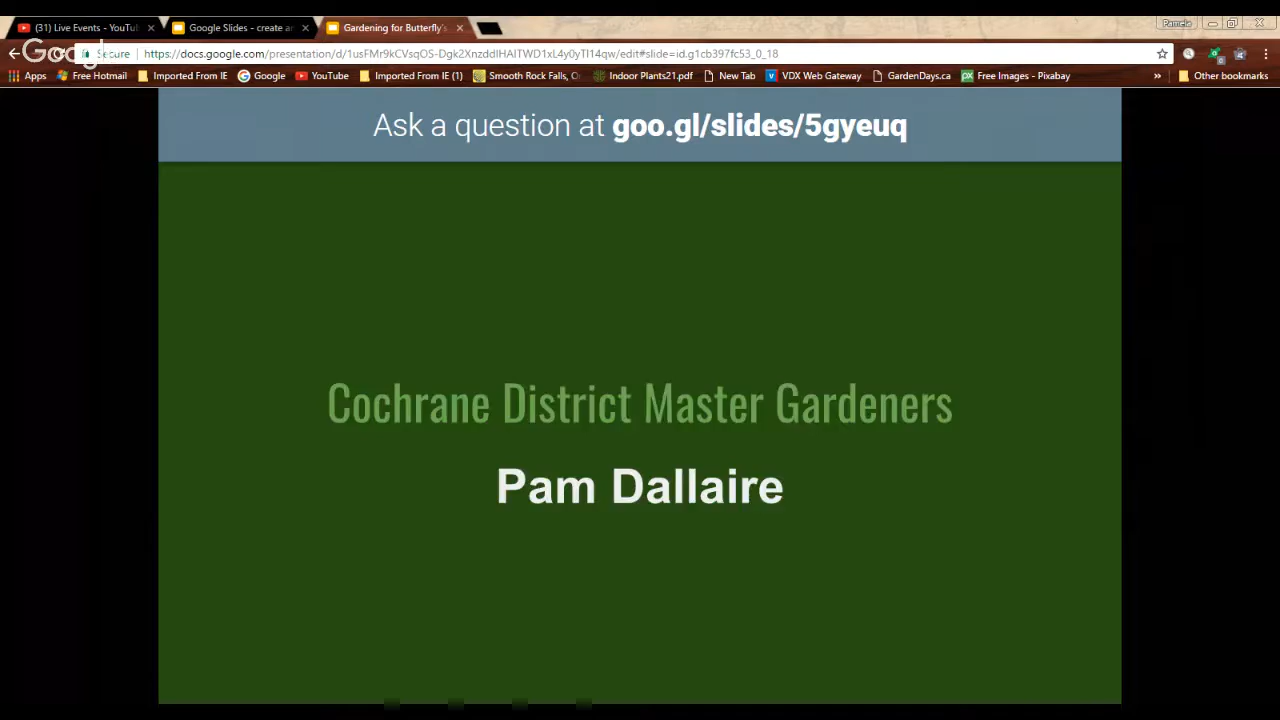 (31) Live Events - YouTu
Google Slides - create an
Gardening for Butterfly's
Pamela
Secure
https://docs.google.com/presentation/d/1usFMr9kCVsqOS-Dgk2XnzddIHAITWD1xL4y0yTI14qw/edit#slide=id.g1cb397fc53_0_18
Apps
Free Hotmail
Imported From IE
Google
YouTube
Imported From IE (1)
Smooth Rock Falls, O
Indoor Plants21.pdf
New Tab
VDX Web Gateway
GardenDays.ca
Free Images - Pixabay
»
Other bookmarks
Ask a question at goo.gl/slides/5gyeuq
Cochrane District Master Gardeners
Pam Dallaire